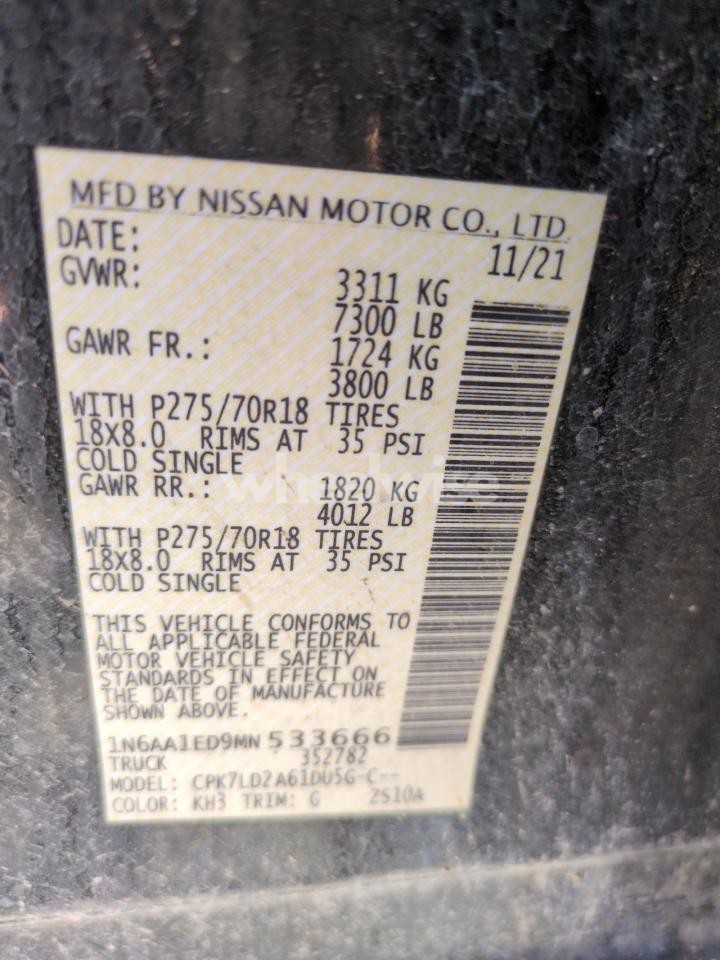 MFD BY NISSAN MOTOR CO., LTD.
DATE: 11/21
GVWR: 3311 KG
7300 LB
GAWR FR.: 1724 KG
3800 LB
WITH P275/70R18 TIRES
18X8.0 RIMS AT 35 PSI
COLD SINGLE
GAWR RR.: 1820 KG
4012 LB
WITH P275/70R18 TIRES
18X8.0 RIMS AT 35 PSI
COLD SINGLE
THIS VEHICLE CONFORMS TO
ALL APPLICABLE FEDERAL
MOTOR VEHICLE SAFETY
STANDARDS IN EFFECT ON
THE DATE OF MANUFACTURE
SHOWN ABOVE.
1N6AA1ED9MN 533666
TRUCK 352782
MODEL: CPK7LD2A61DU5G-C--
COLOR: KH3 TRIM: G 2S10A